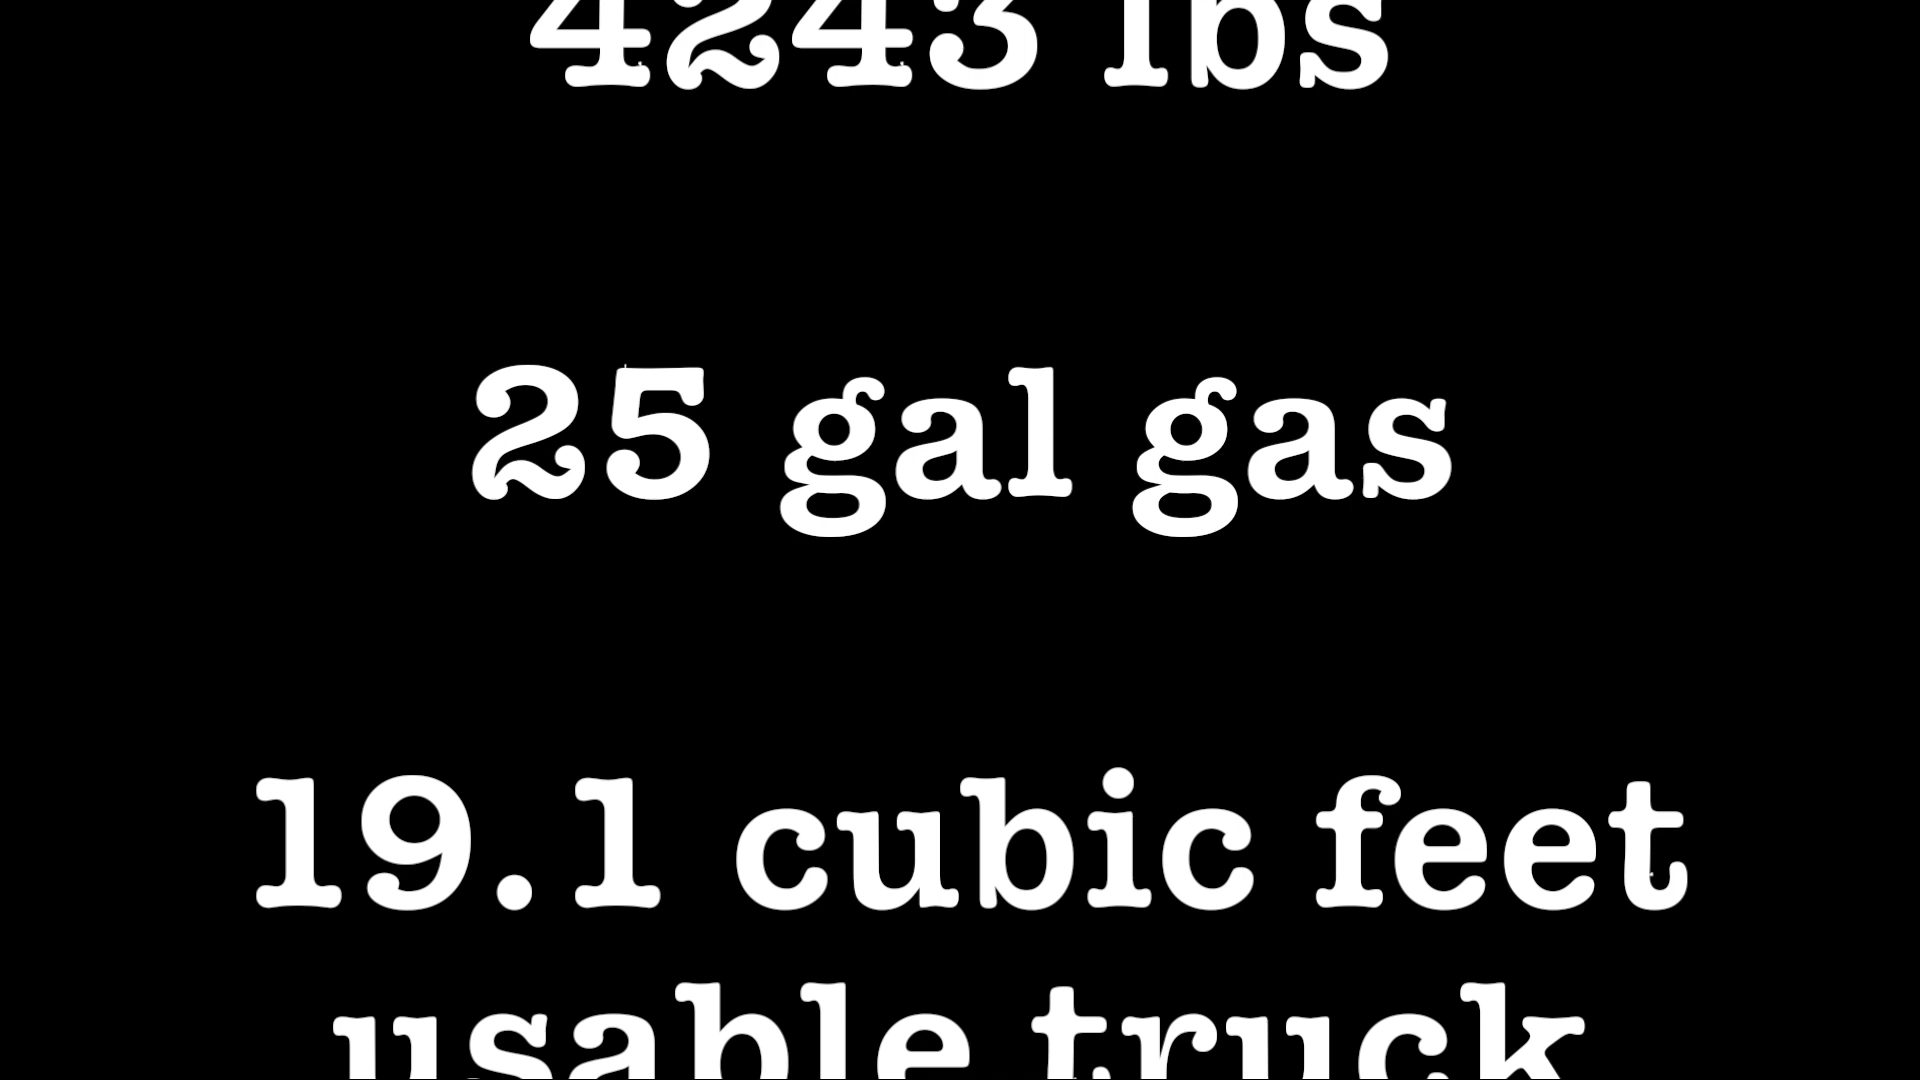 4243 lbs
25 gal gas
19.1 cubic feet
usable truck